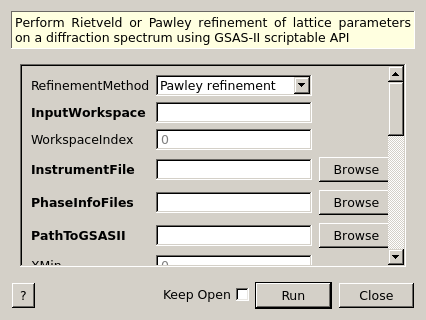 Perform Rietveld or Pawley refinement of lattice parameters
on a diffraction spectrum using GSAS-II scriptable API
RefinementMethod Pawley refinement
InputWorkspace
WorkspaceIndex 0
InstrumentFile Browse
PhaseInfoFiles Browse
PathToGSASII Browse
XMin 0
? Keep Open Run Close